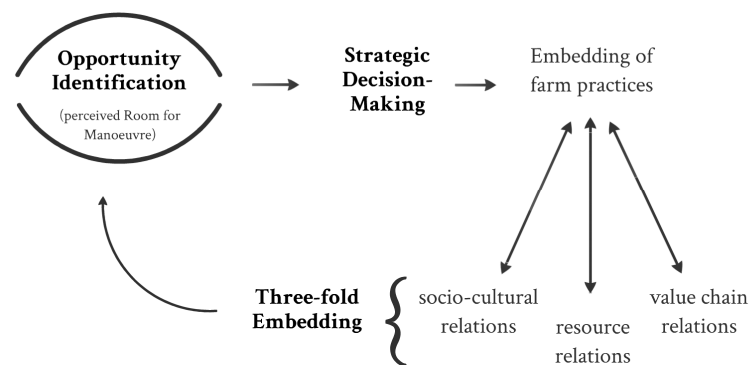 Opportunity
Identification
(perceived Room for
Manoeuvre)
Strategic
Decision-
Making
Embedding of
farm practices
Three-fold
Embedding
socio-cultural
relations
resource
relations
value chain
relations